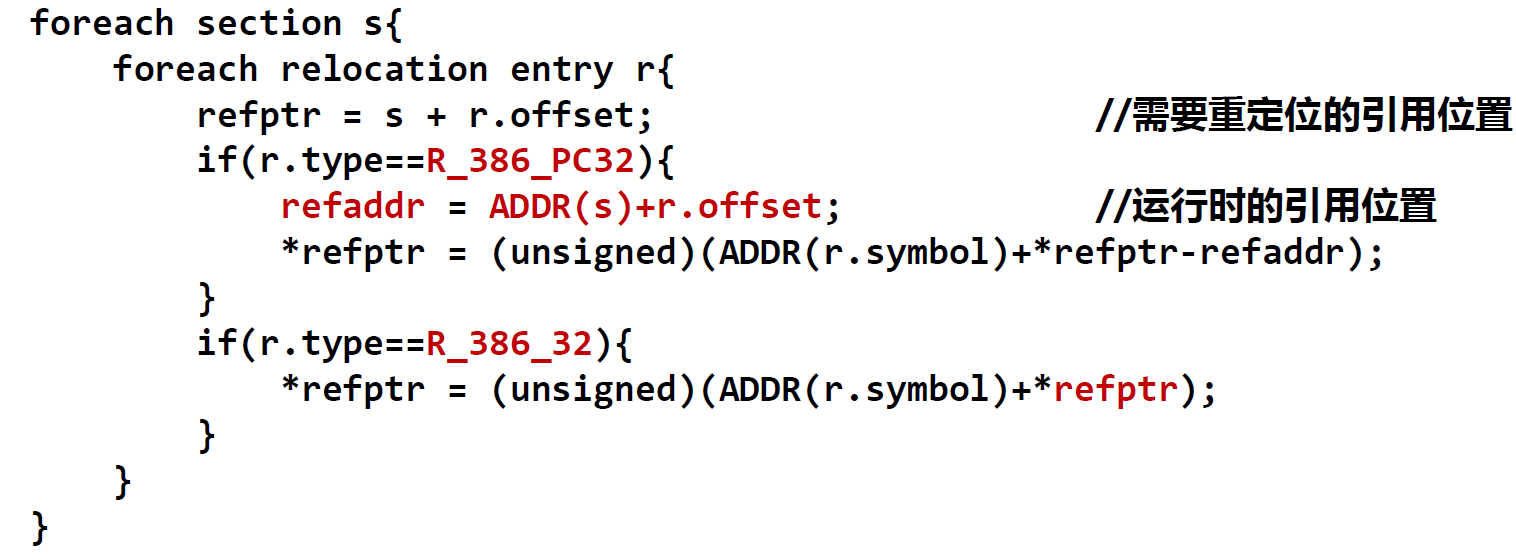 foreach section s{
    foreach relocation entry r{
        refptr = s + r.offset; //需要重定位的引用位置
        if(r.type==R_386_PC32){
            refaddr = ADDR(s)+r.offset; //运行时的引用位置
            *refptr = (unsigned)(ADDR(r.symbol)+*refptr-refaddr);
        }
        if(r.type==R_386_32){
            *refptr = (unsigned)(ADDR(r.symbol)+*refptr);
        }
    }
}